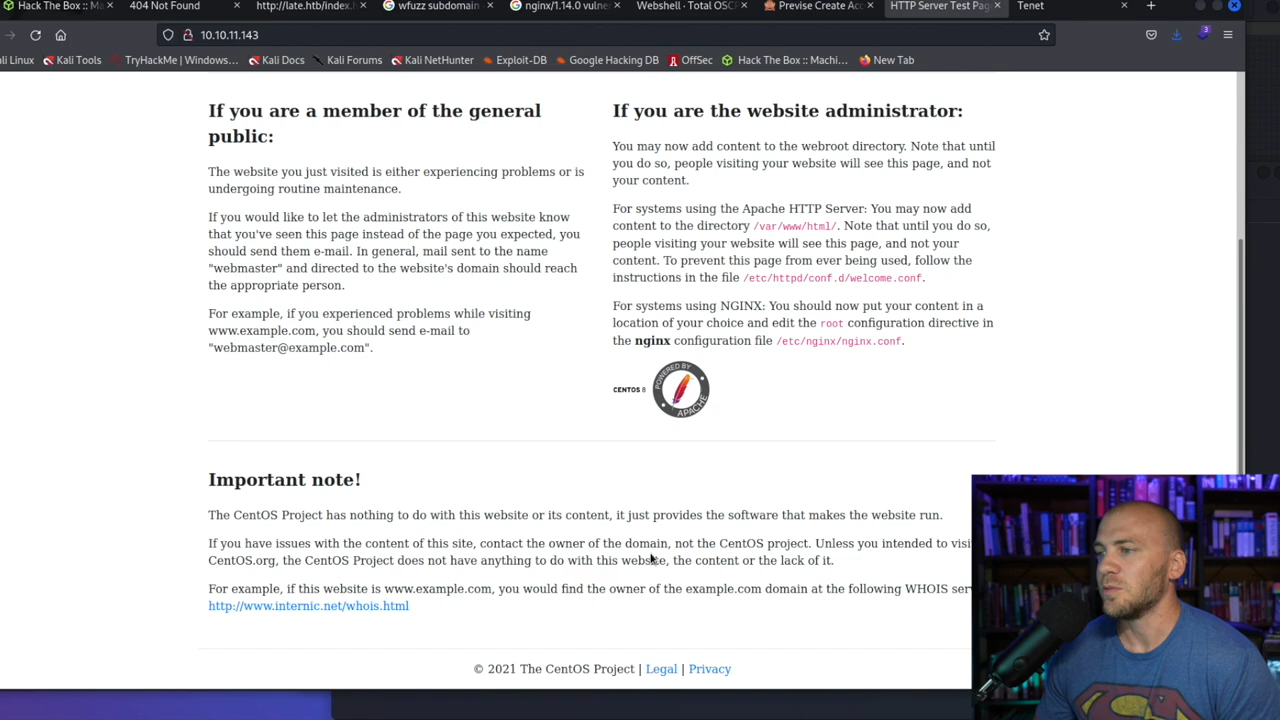 Hack The Box :: Ma
404 Not Found
http://late.htb/index.h
wfuzz subdomain
nginx/1.14.0 vulne
Webshell · Total OSC
Previse Create Ac
HTTP Server Test Pag
Tenet
10.10.11.143
3
ali Linux
Kali Tools
TryHackMe | Windows...
Kali Docs
Kali Forums
Kali NetHunter
Exploit-DB
Google Hacking DB
OffSec
Hack The Box :: Machi...
New Tab
If you are a member of the general
public:
The website you just visited is either experiencing problems or is
undergoing routine maintenance.
If you would like to let the administrators of this website know
that you've seen this page instead of the page you expected, you
should send them e-mail. In general, mail sent to the name
"webmaster" and directed to the website's domain should reach
the appropriate person.
For example, if you experienced problems while visiting
www.example.com, you should send e-mail to
"webmaster@example.com".
If you are the website administrator:
You may now add content to the webroot directory. Note that until
you do so, people visiting your website will see this page, and not
your content.
For systems using the Apache HTTP Server: You may now add
content to the directory /var/www/html/. Note that until you do so,
people visiting your website will see this page, and not your
content. To prevent this page from ever being used, follow the
instructions in the file /etc/httpd/conf.d/welcome.conf.
For systems using NGINX: You should now put your content in a
location of your choice and edit the root configuration directive in
the nginx configuration file /etc/nginx/nginx.conf.
CENTOS 8
POWERED BY
APACHE
Important note!
The CentOS Project has nothing to do with this website or its content, it just provides the software that makes the website run.
If you have issues with the content of this site, contact the owner of the domain, not the CentOS project. Unless you intended to visi
CentOS.org, the CentOS Project does not have anything to do with this website, the content or the lack of it.
For example, if this website is www.example.com, you would find the owner of the example.com domain at the following WHOIS serv
http://www.internic.net/whois.html
© 2021 The CentOS Project | Legal | Privacy